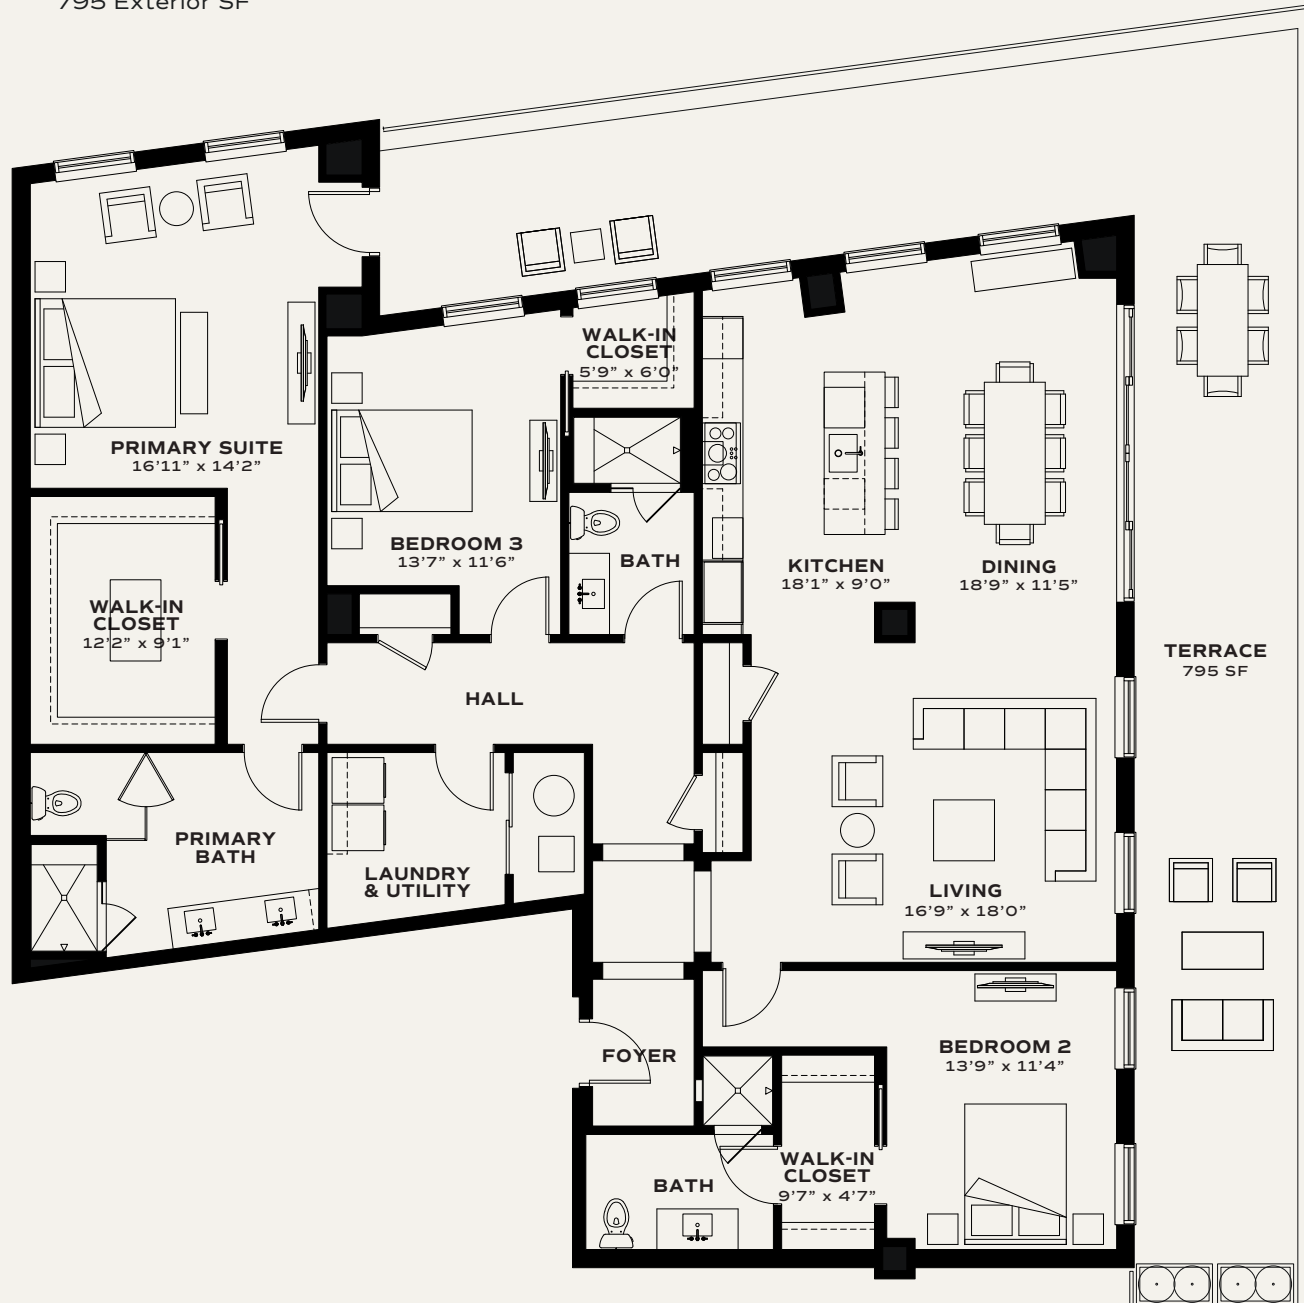 795 Exterior SF
WALK-IN
CLOSET
5’9” x 6’0”
PRIMARY SUITE
16’11” x 14’2”
BEDROOM 3
13’7” x 11’6”
BATH
KITCHEN
18’1” x 9’0”
DINING
18’9” x 11’5”
WALK-IN
CLOSET
12’2” x 9’1”
TERRACE
795 SF
HALL
PRIMARY
BATH
LAUNDRY
& UTILITY
LIVING
16’9” x 18’0”
FOYER
BEDROOM 2
13’9” x 11’4”
BATH
WALK-IN
CLOSET
9’7” x 4’7”